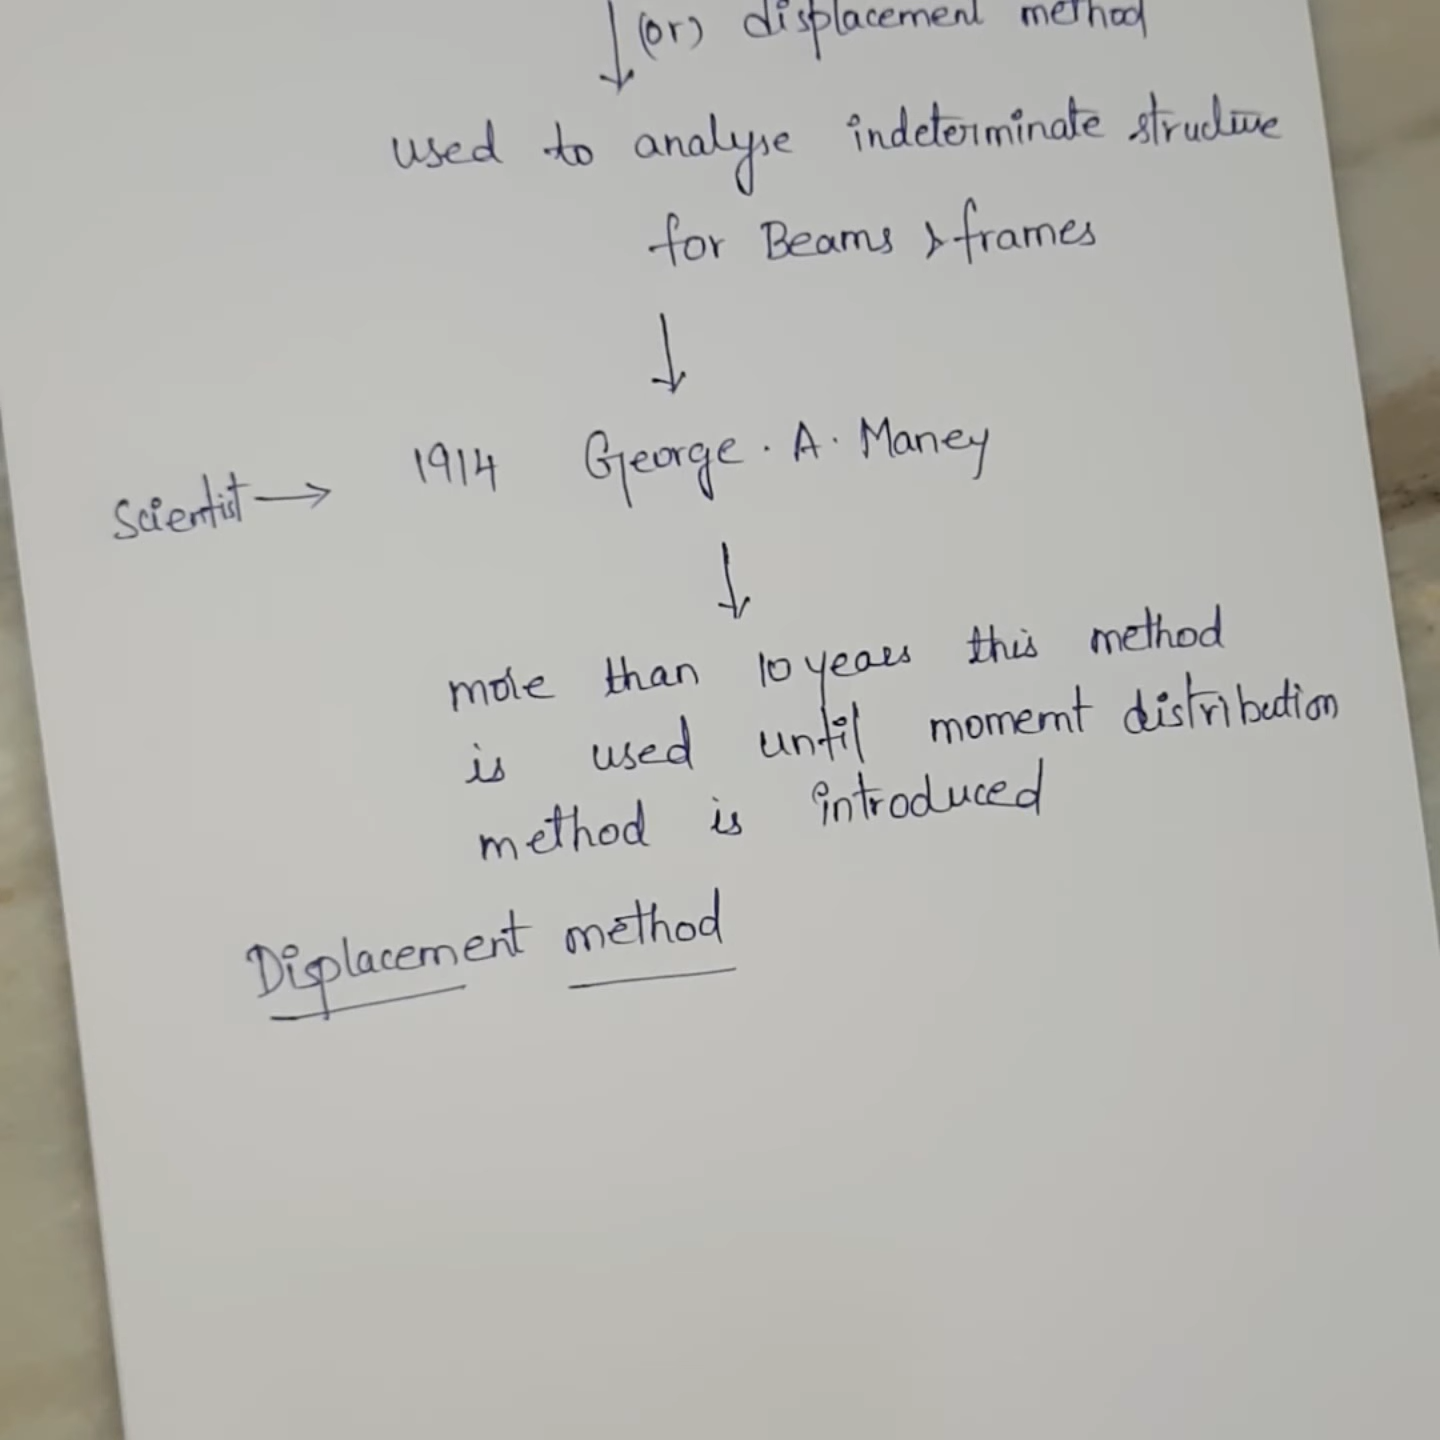 (or) displacement method
used to analyse indeterminate structure
for Beams & frames
Scientist → 1914 George. A. Maney
more than 10 years this method
is used until moment distribution
method is introduced
Displacement method